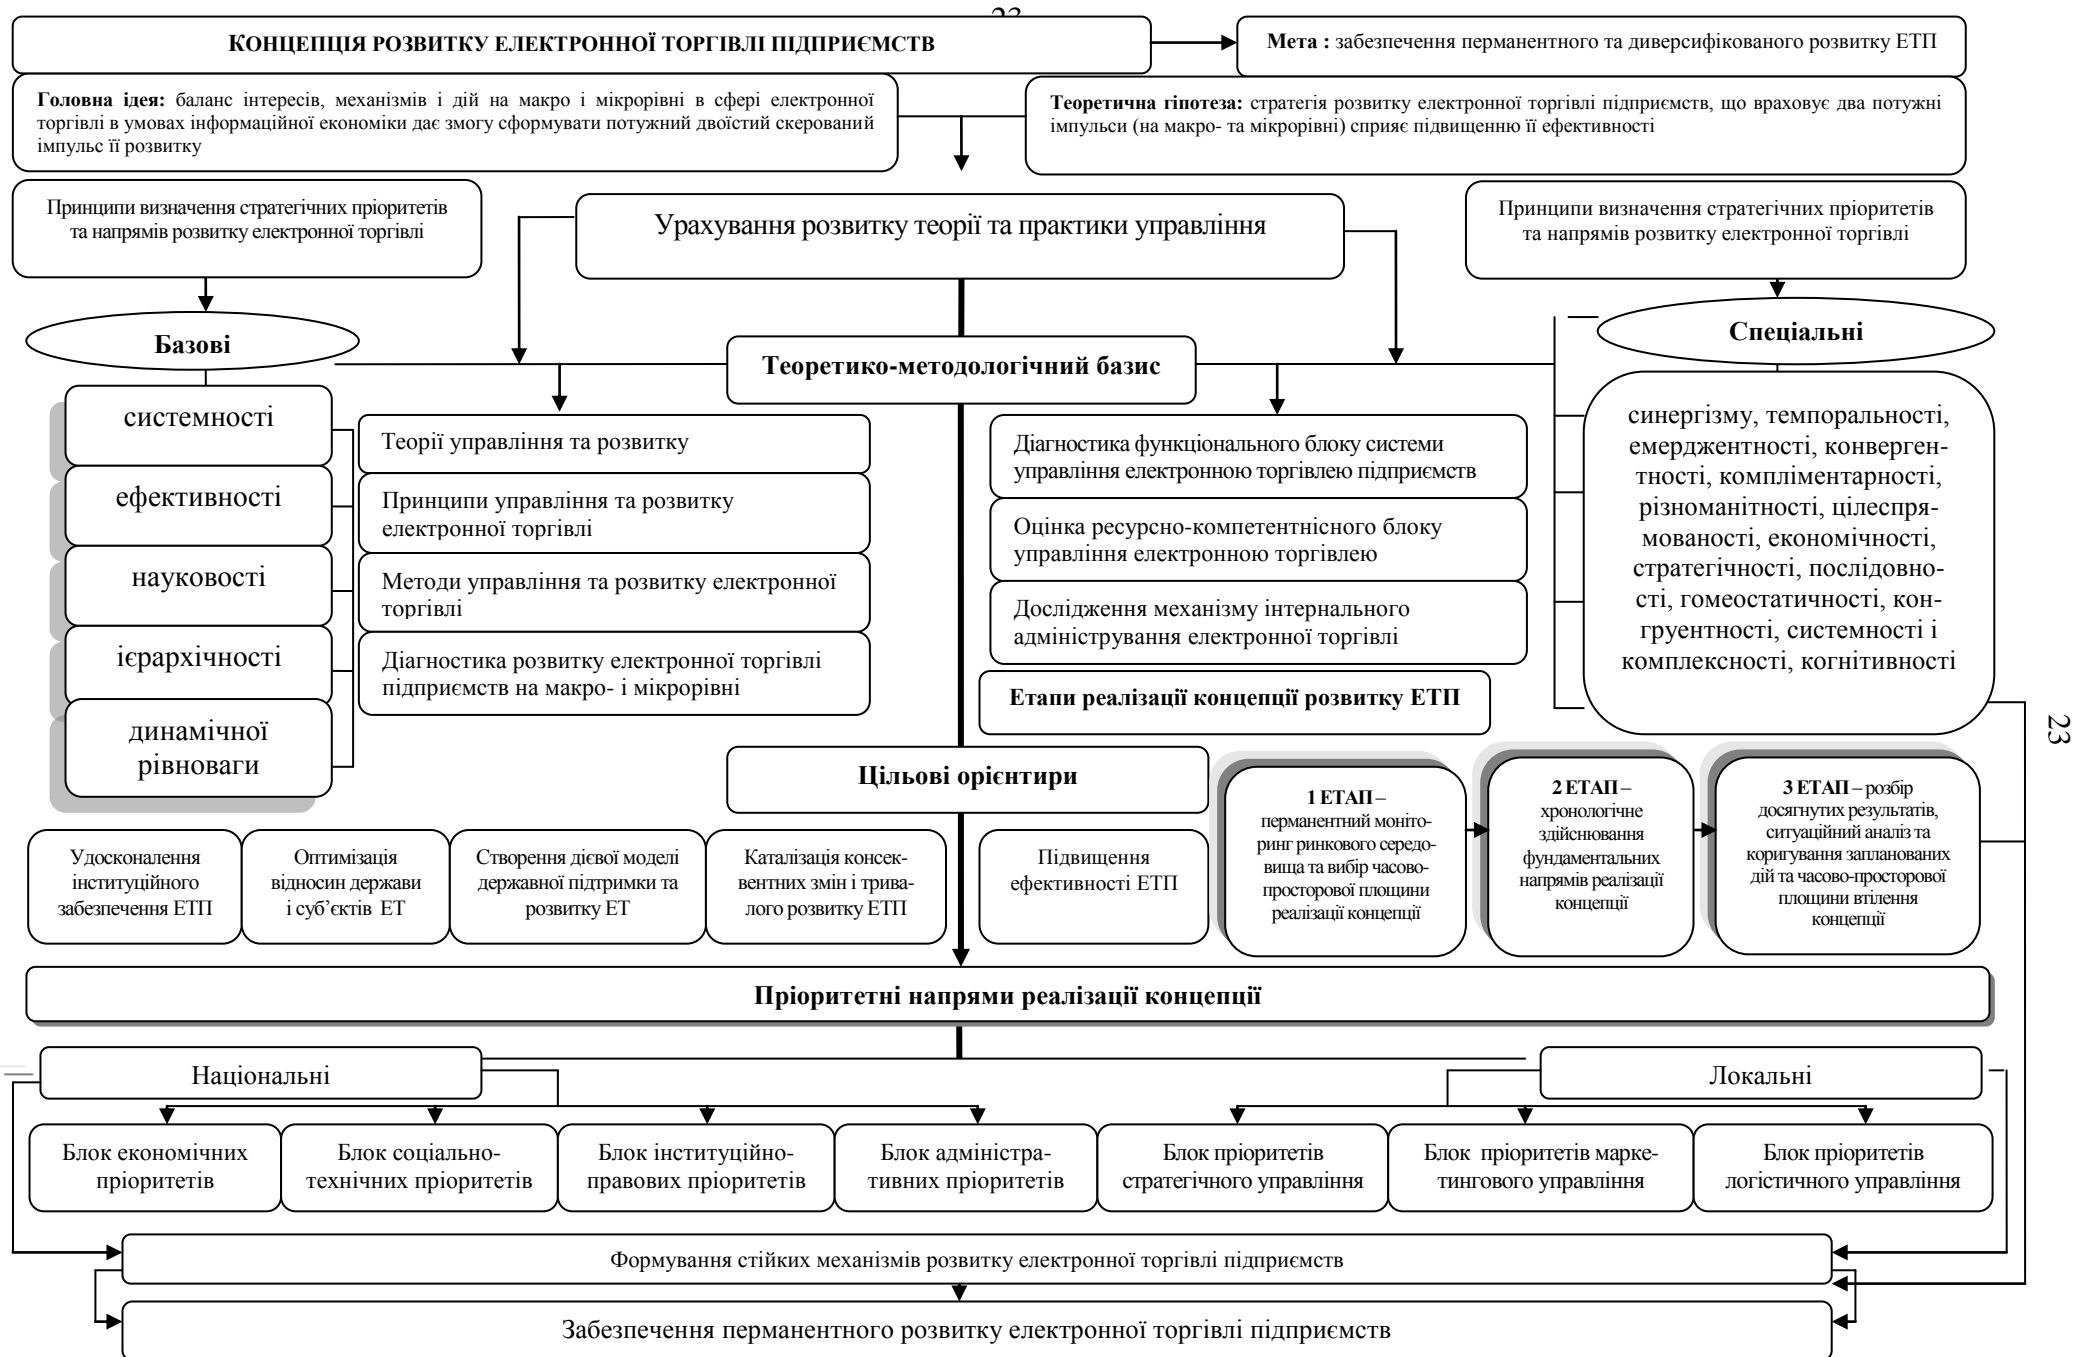 23
КОНЦЕПЦІЯ РОЗВИТКУ ЕЛЕКТРОННОЇ ТОРГІВЛІ ПІДПРИЄМСТВ
Мета : забезпечення перманентного та диверсифікованого розвитку ЕТП
Головна ідея: баланс інтересів, механізмів і дій на макро і мікрорівні в сфері електронної
торгівлі в умовах інформаційної економіки дає змогу сформувати потужний двоїстий скерований
імпульс її розвитку
Теоретична гіпотеза: стратегія розвитку електронної торгівлі підприємств, що враховує два потужні
імпульси (на макро- та мікрорівні) сприяє підвищенню її ефективності
Принципи визначення стратегічних пріоритетів
та напрямів розвитку електронної торгівлі
Урахування розвитку теорії та практики управління
Принципи визначення стратегічних пріоритетів
та напрямів розвитку електронної торгівлі
Базові
Теоретико-методологічний базис
Спеціальні
системності
ефективності
науковості
ієрархічності
динамічної
рівноваги
Теорії управління та розвитку
Принципи управління та розвитку
електронної торгівлі
Методи управління та розвитку електронної
торгівлі
Діагностика розвитку електронної торгівлі
підприємств на макро- і мікрорівні
Діагностика функціонального блоку системи
управління електронною торгівлею підприємств
Оцінка ресурсно-компетентнісного блоку
управління електронною торгівлею
Дослідження механізму інтернального
адміністрування електронної торгівлі
синергізму, темпоральності,
емерджентності, конверген-
тності, компліментарності,
різноманітності, цілеспря-
мованості, економічності,
стратегічності, послідовно-
сті, гомеостатичності, кон-
груентності, системності і
комплексності, когнітивності
Етапи реалізації концепції розвитку ЕТП
23
Цільові орієнтири
1 ЕТАП –
перманентний моніто-
ринг ринкового середо-
вища та вибір часово-
просторової площини
реалізації концепції
2 ЕТАП –
хронологічне
здійснювання
фундаментальних
напрямів реалізації
концепції
3 ЕТАП – розбір
досягнутих результатів,
ситуаційний аналіз та
коригування запланованих
дій та часово-просторової
площини втілення
концепції
Удосконалення
інституційного
забезпечення ЕТП
Оптимізація
відносин держави
і суб’єктів ЕТ
Створення дієвої моделі
державної підтримки та
розвитку ЕТ
Каталізація консек-
вентних змін і трива-
лого розвитку ЕТП
Підвищення
ефективності ЕТП
Пріоритетні напрями реалізації концепції
Національні
Локальні
Блок економічних
пріоритетів
Блок соціально-
технічних пріоритетів
Блок інституційно-
правових пріоритетів
Блок адміністра-
тивних пріоритетів
Блок пріоритетів
стратегічного управління
Блок пріоритетів марке-
тингового управління
Блок пріоритетів
логістичного управління
Формування стійких механізмів розвитку електронної торгівлі підприємств
Забезпечення перманентного розвитку електронної торгівлі підприємств